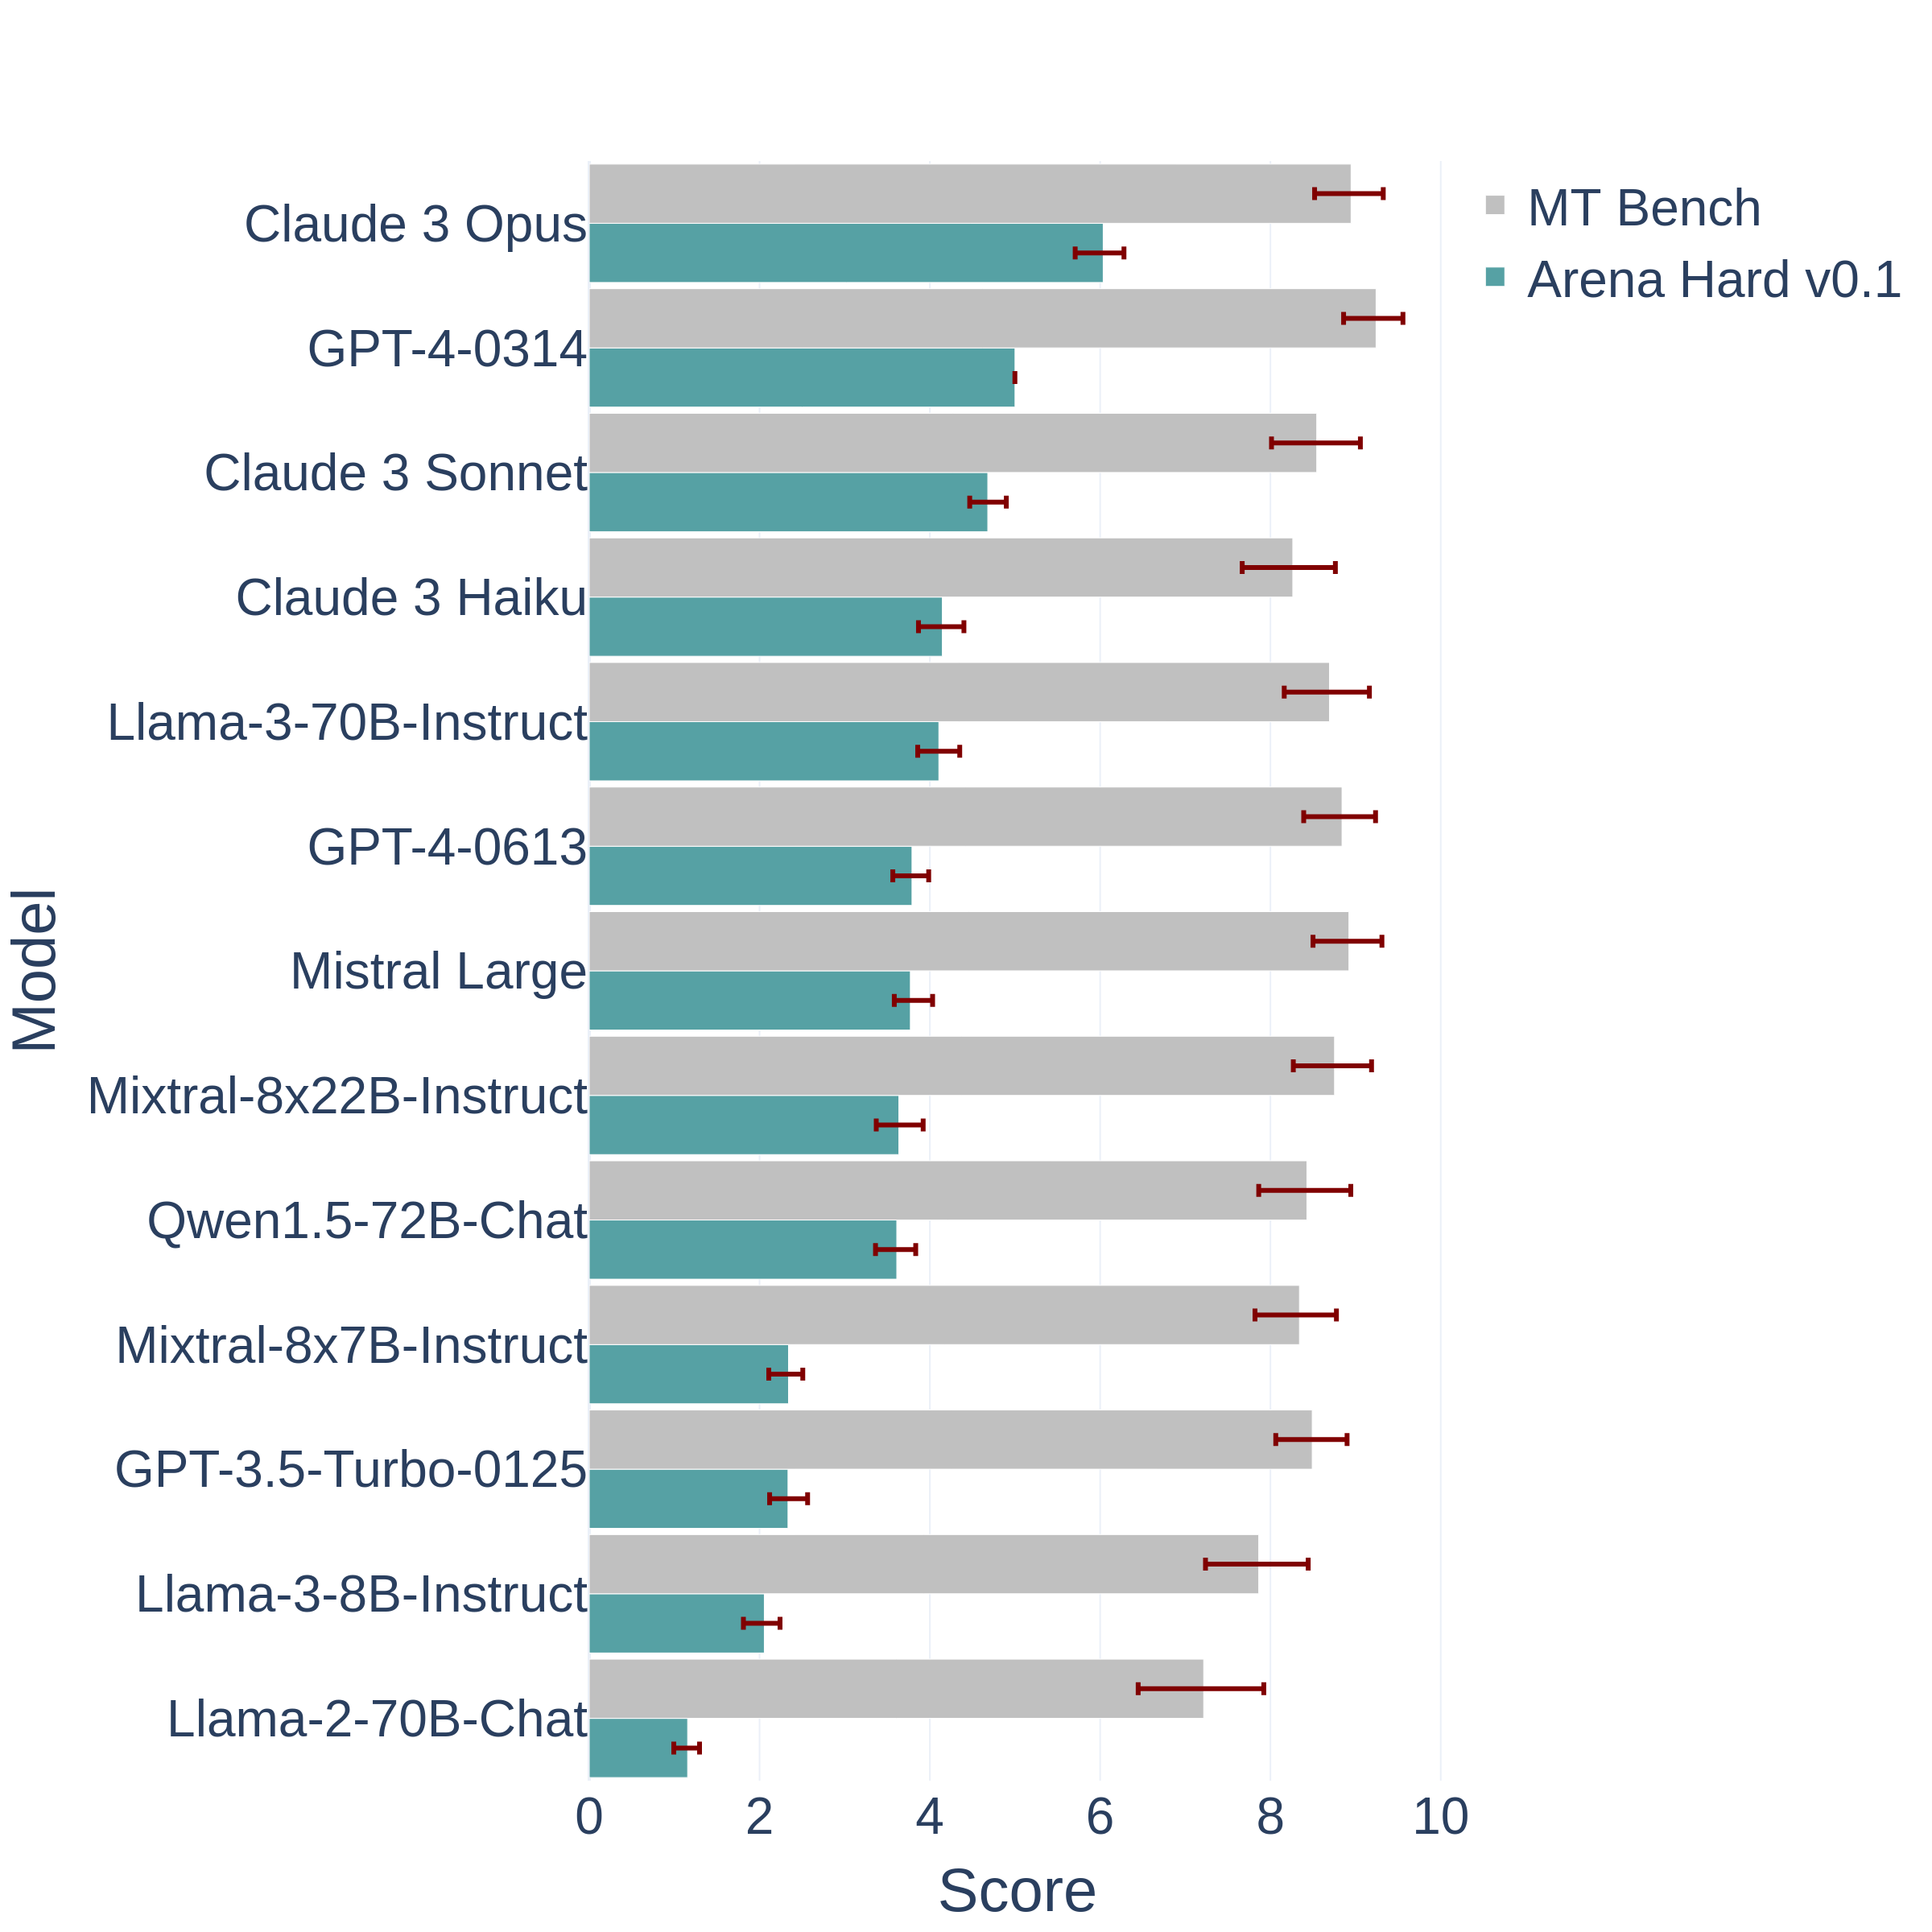 MT Bench
Arena Hard v0.1
Claude 3 Opus
GPT-4-0314
Claude 3 Sonnet
Claude 3 Haiku
Llama-3-70B-Instruct
GPT-4-0613
Mistral Large
Mixtral-8x22B-Instruct
Qwen1.5-72B-Chat
Mixtral-8x7B-Instruct
GPT-3.5-Turbo-0125
Llama-3-8B-Instruct
Llama-2-70B-Chat
Model
0 2 4 6 8 10
Score